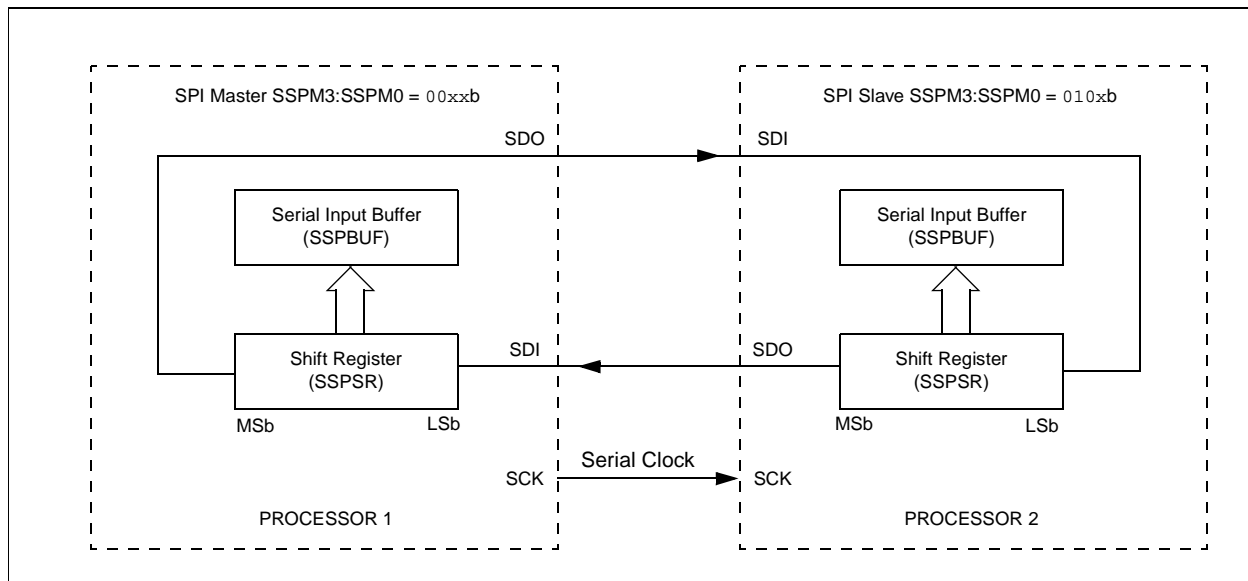 SPI Master SSPM3:SSPM0 = 00xxb
SDO
Serial Input Buffer
(SSPBUF)
Shift Register
(SSPSR)
MSb
LSb
SDI
SCK
PROCESSOR 1
Serial Clock
SPI Slave SSPM3:SSPM0 = 010xb
SDI
Serial Input Buffer
(SSPBUF)
SDO
Shift Register
(SSPSR)
MSb
LSb
SCK
PROCESSOR 2